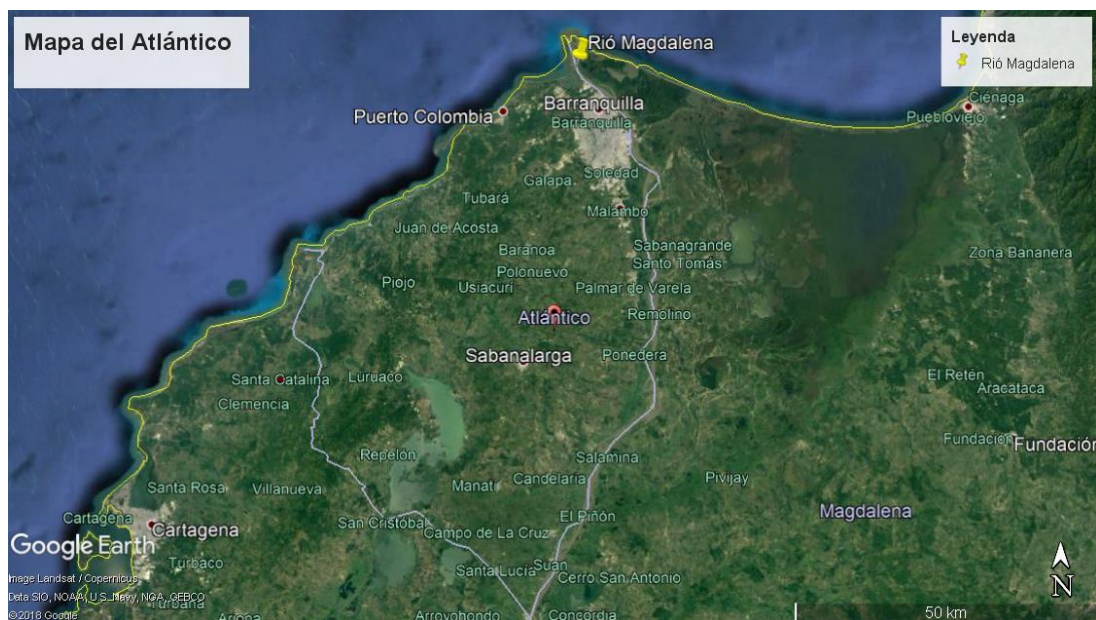 Mapa del Atlántico
Leyenda
Rió Magdalena
Rió Magdalena
Ciénaga
Puebloviejo
Puerto Colombia
Barranquilla
Barranquilla
Soledad
Galapa
Tubará
Malambo
Juan de Acosta
Baranoa
Sabanagrande
Santo Tomás
Zona Bananera
Polonuevo
Piojo
Usiacurí
Palmar de Varela
Atlántico
Remolino
Sabanalarga
Ponedera
Santa Catalina
Luruaco
El Retén
Aracataca
Clemencia
Fundación
Fundación
Repelón
Salamina
Santa Rosa
Villanueva
Manatí
Candelaria
Pivijay
Magdalena
Cartagena
Cartagena
San Cristóbal
El Piñón
Campo de La Cruz
Google Earth
Turbaco
Santa Lucía
Suan
Cerro San Antonio
Image Landsat / Copernicus
Data SIO, NOAA, U.S. Navy, NGA, GEBCO
©2018 Google
Turbana
Arjona
Arroyohondo
Concordia
N
50 km